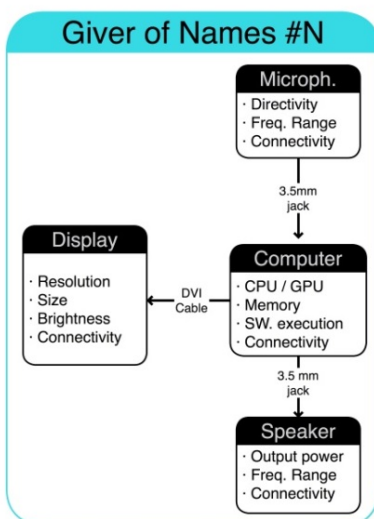 Giver of Names #N
Microph.
· Directivity
· Freq. Range
· Connectivity
3.5mm
jack
Display
· Resolution
· Size
· Brightness
· Connectivity
DVI
Cable
Computer
· CPU / GPU
· Memory
· SW. execution
· Connectivity
3.5 mm
jack
Speaker
· Output power
· Freq. Range
· Connectivity